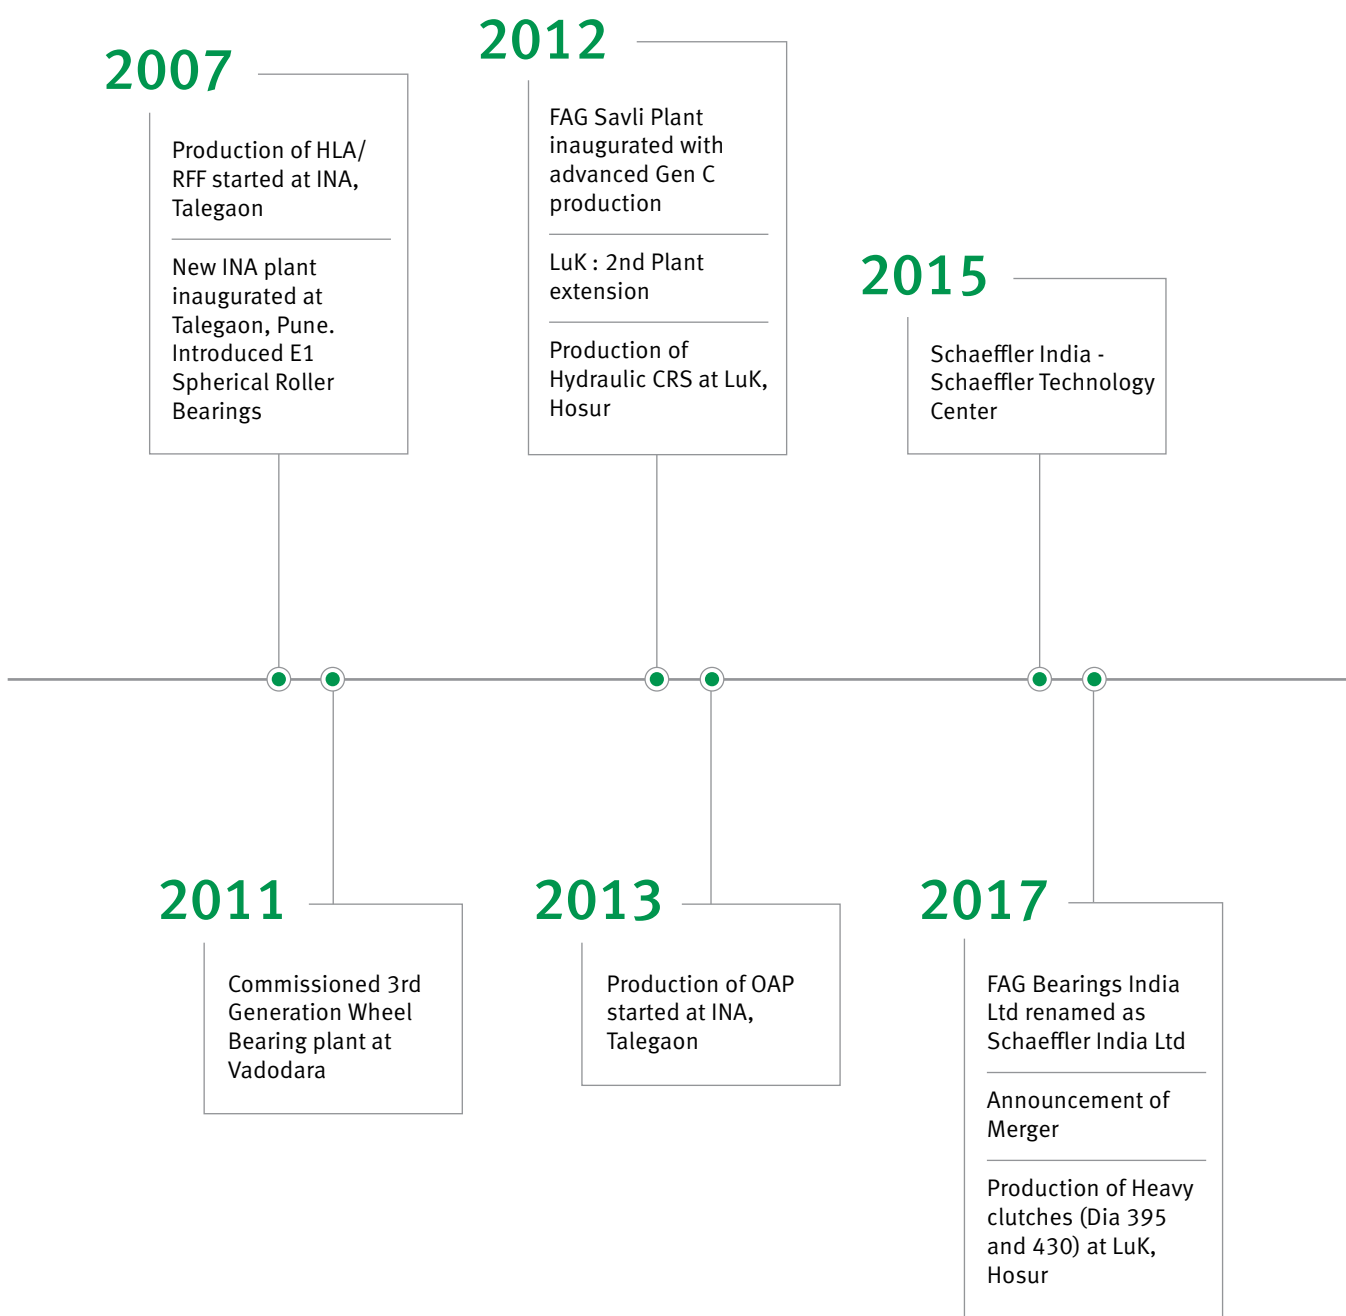 2007
Production of HLA/
RFF started at INA,
Talegaon
New INA plant
inaugurated at
Talegaon, Pune.
Introduced E1
Spherical Roller
Bearings
2012
FAG Savli Plant
inaugurated with
advanced Gen C
production
LuK : 2nd Plant
extension
Production of
Hydraulic CRS at LuK,
Hosur
2015
Schaeffler India -
Schaeffler Technology
Center
2011
Commissioned 3rd
Generation Wheel
Bearing plant at
Vadodara
2013
Production of OAP
started at INA,
Talegaon
2017
FAG Bearings India
Ltd renamed as
Schaeffler India Ltd
Announcement of
Merger
Production of Heavy
clutches (Dia 395
and 430) at LuK,
Hosur